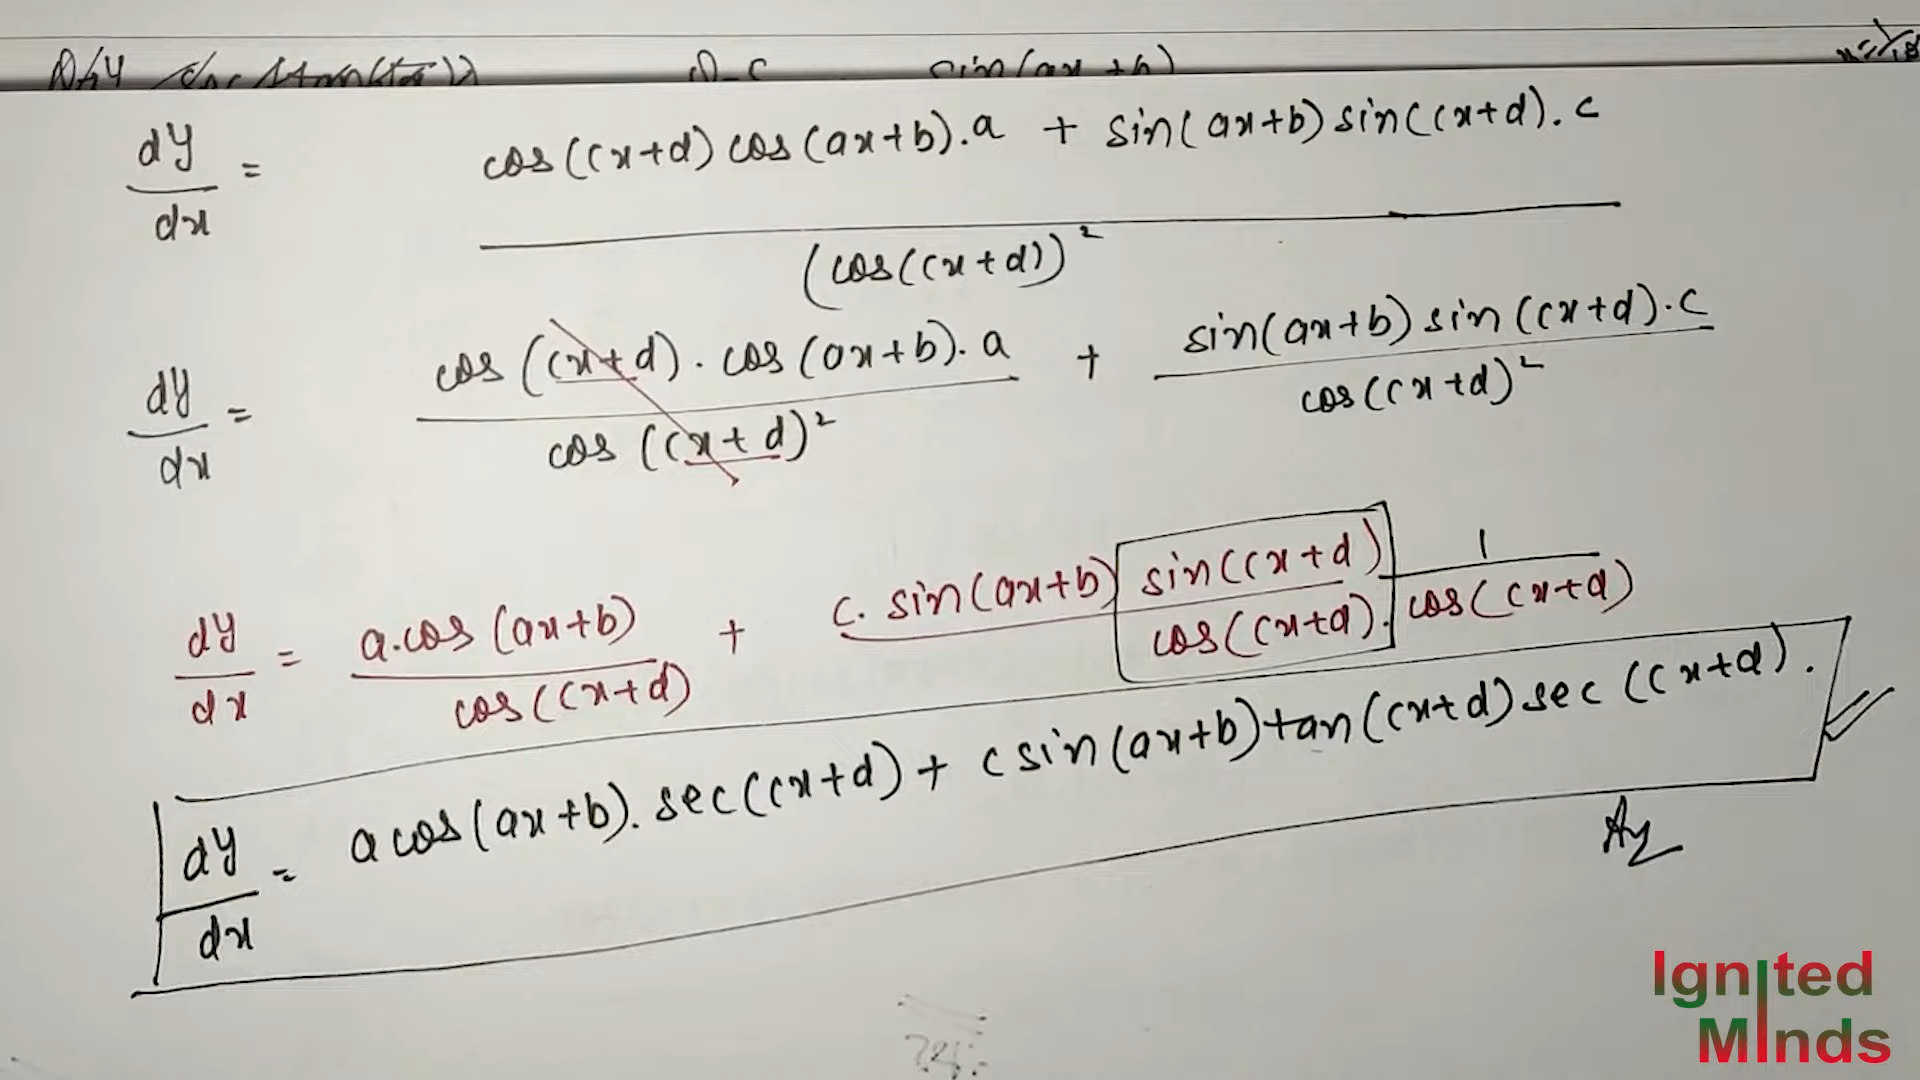 sin(ax+b)
dy/dx = cos(cx+d) cos(ax+b).a + sin(ax+b) sin(cx+d).c / (cos(cx+d))²
dy/dx = cos(cx+d).cos(ax+b).a / cos(cx+d)² + sin(ax+b) sin(cx+d).c / cos(cx+d)²
dy/dx = a.cos(ax+b) / cos(cx+d) + c.sin(ax+b) sin(cx+d) / cos(cx+d) . 1 / cos(cx+d)
dy/dx = a cos(ax+b).sec(cx+d) + c sin(ax+b) tan(cx+d) sec(cx+d).
Ignited
Minds